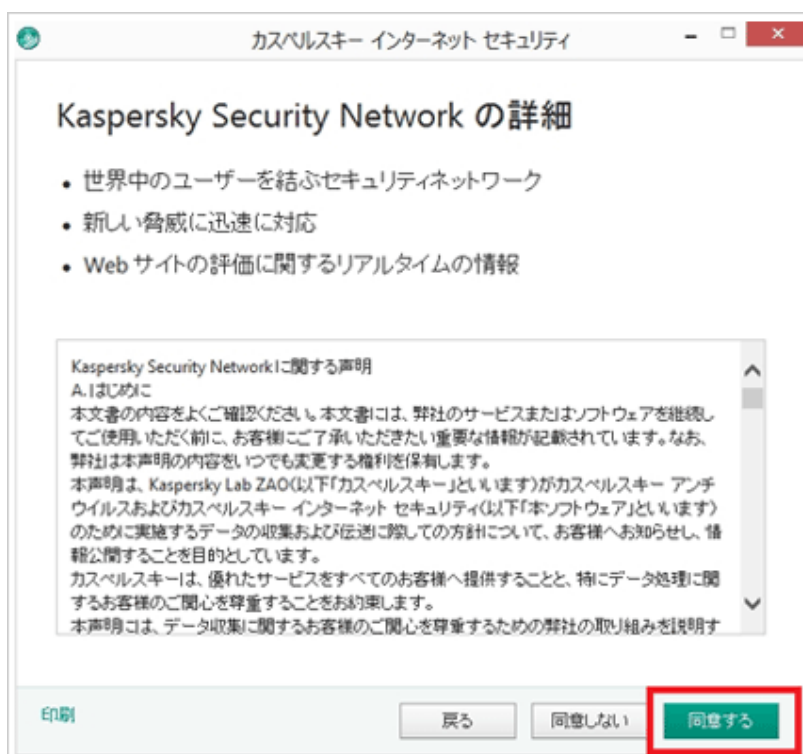 カスペルスキー インターネット セキュリティ
Kaspersky Security Network の詳細
• 世界中のユーザーを結ぶセキュリティネットワーク
• 新しい脅威に迅速に対応
• Web サイトの評価に関するリアルタイムの情報
Kaspersky Security Networkに関する声明
A.はじめに
本文書の内容をよくご確認ください。本文書には、弊社のサービスまたはソフトウェアを継続し
てご使用いただく前に、お客様にご了承いただきたい重要な情報が記載されています。なお、
弊社は本声明の内容をいつでも変更する権利を保有します。
本声明は、Kaspersky Lab ZAO(以下「カスペルスキー」といいます)がカスペルスキー アンチ
ウイルスおよびカスペルスキー インターネット セキュリティ(以下「本ソフトウェア」といいます)
のために実施するデータの収集および伝送に際しての方針について、お客様へお知らせし、情
報公開することを目的としています。
カスペルスキーは、優れたサービスをすべてのお客様へ提供することと、特にデータ処理に関
するお客様のご関心を尊重することをお約束します。
本声明には、データ収集に関するお客様のご関心を尊重するための弊社の取り組みを説明す
印刷
戻る
同意しない
同意する